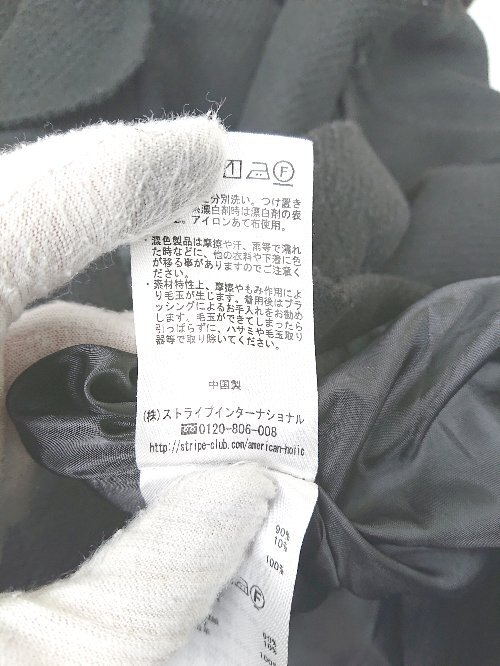 F
分別洗い。つけ置き
漂白剤時は漂白剤の表
アイロンあて布使用。
・混色製品は摩擦や汗、雨等で濡れ
た時などに、他の衣料や下着に色
が移る事がありますのでご注意く
ださい。
・素材特性上、摩擦やもみ作用によ
り毛玉が生じます。着用後はブラ
ッシングによるお手入れをお勧め
します。毛玉ができてしまったら
引っぱらずに、ハサミや毛玉取り
器等で取り除いてください。
中国製
(株)ストライプインターナショナル
0120-806-008
http://stripe-club.com/american-holic
90%
10%
100%
F
90%
10%
100%